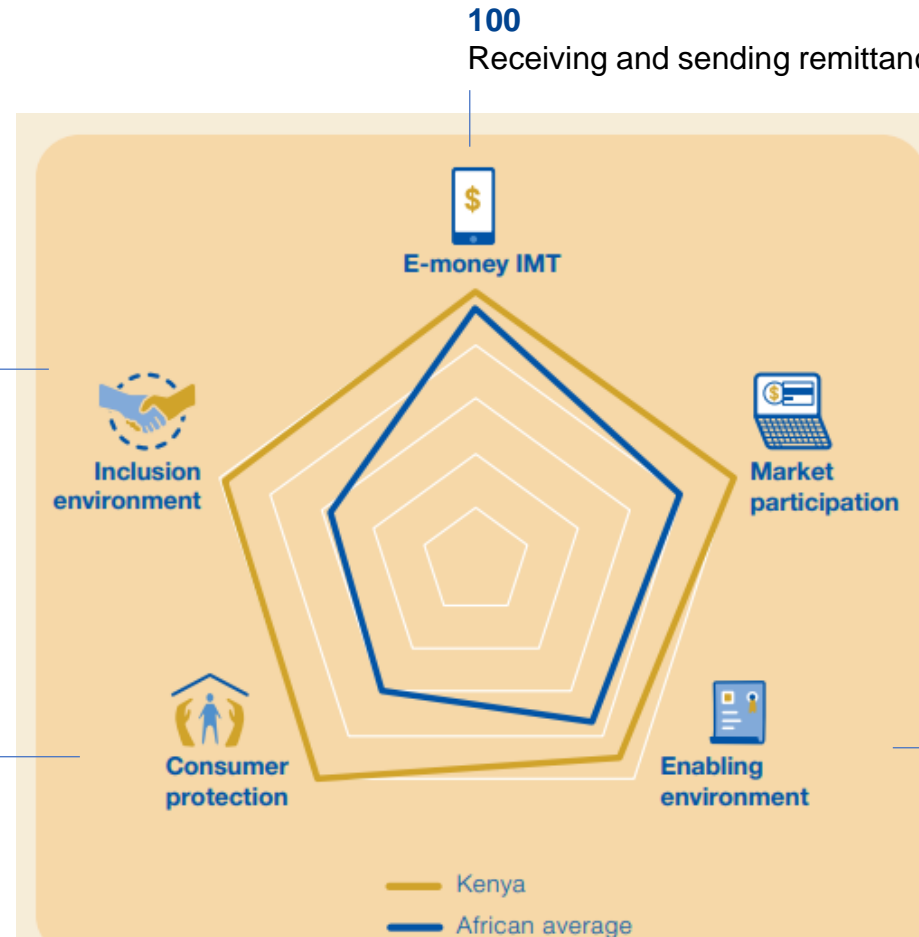 100
Receiving and sending remittanc
$
E-money IMT
$
Inclusion
environment
Market
participation
Consumer
protection
Enabling
environment
Kenya
African average